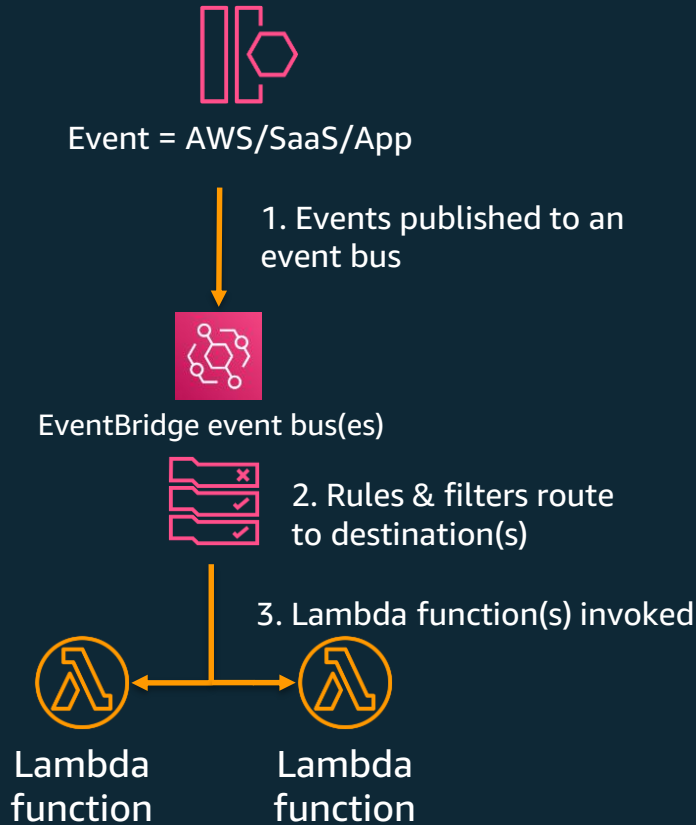 Event = AWS/SaaS/App
1. Events published to an
event bus
EventBridge event bus(es)
2. Rules & filters route
to destination(s)
3. Lambda function(s) invoked
Lambda
function
Lambda
function